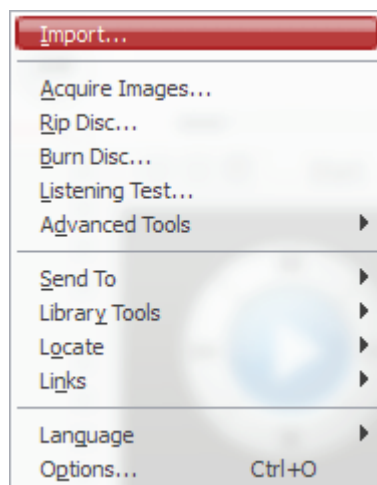 Import...
Acquire Images...
Rip Disc...
Burn Disc...
Listening Test...
Advanced Tools
Send To
Library Tools
Locate
Links
Language
Options... Ctrl+O